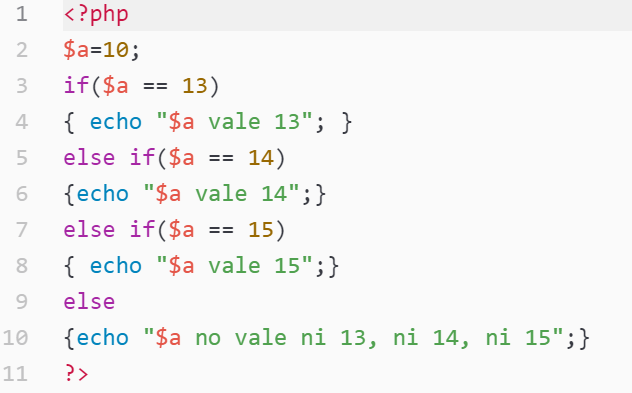 1 <?php
2 $a=10;
3 if($a == 13)
4 { echo "$a vale 13"; }
5 else if($a == 14)
6 {echo "$a vale 14";}
7 else if($a == 15)
8 { echo "$a vale 15";}
9 else
10 {echo "$a no vale ni 13, ni 14, ni 15";}
11 ?>